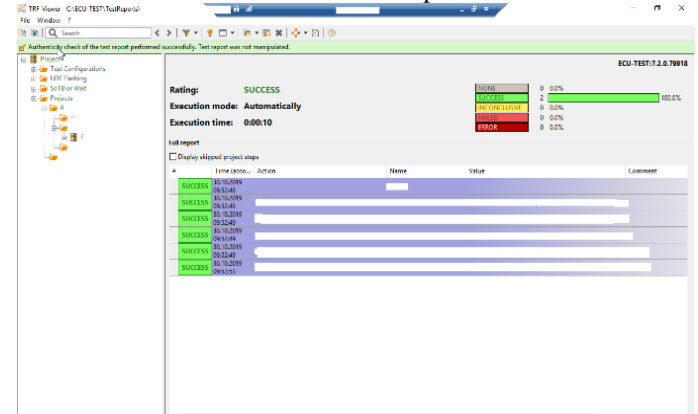 TRF Viewer C:\ECU TEST\TestReports\
File Window ?
Search
Authenticity check of the test report performed successfully. Test report was not manipulated.
Project
Test Configurations
UDE Flashing
SoTB or Wait
Projects
P
ECU-TEST:7.2.0.79918
Rating: SUCCESS
Execution mode: Automatically
Execution time: 0:00:10
NONE 0 0.0%
SUCCESS 2 100.0%
INCONCLUSIVE 0 0.0%
FAILED 0 0.0%
ERROR 0 0.0%
Full report
Display skipped project steps
# Time (abso... Action Name Value Comment
SUCCESS 30.10.2019 09:52:48
SUCCESS 30.10.2019 09:52:48
SUCCESS 30.10.2019 09:52:49
SUCCESS 30.10.2019 09:52:49
SUCCESS 30.10.2019 09:52:49
SUCCESS 30.10.2019 09:52:53